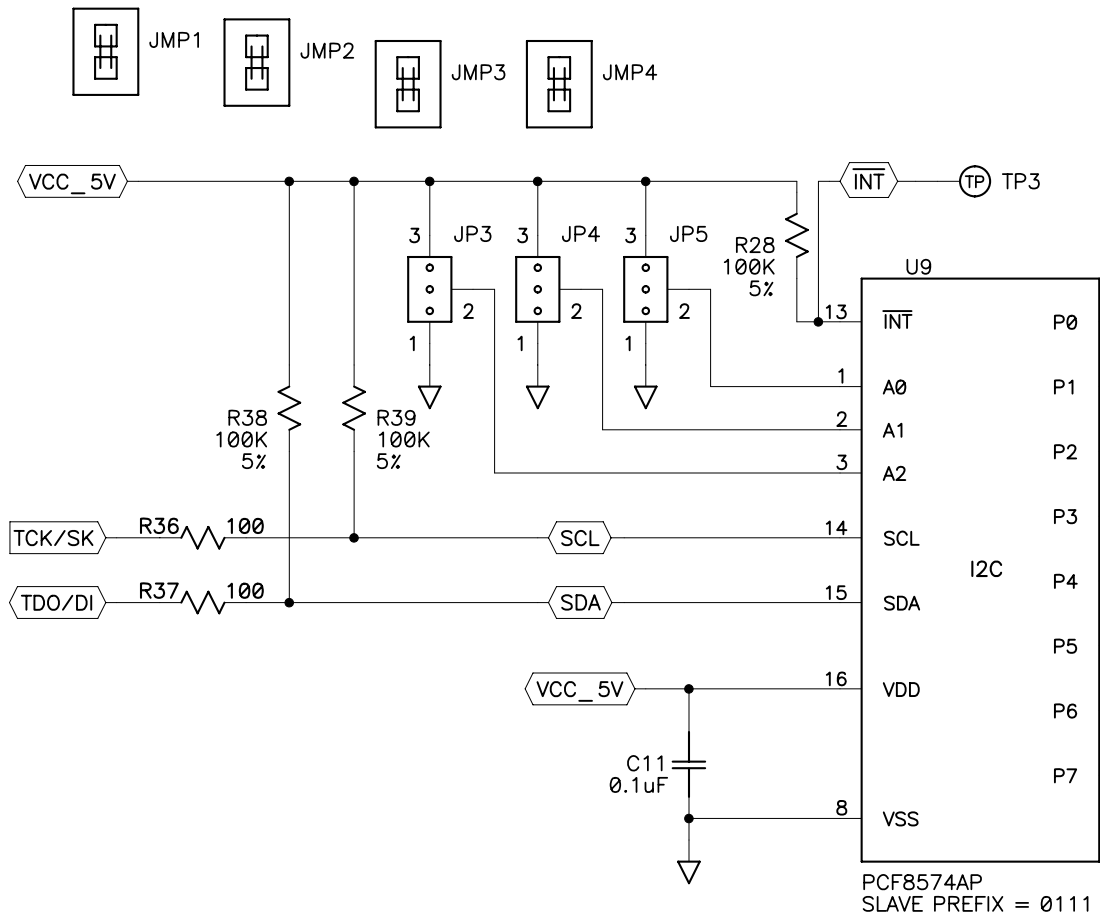 JMP1
JMP2
JMP3
JMP4
VCC_5V
INT
TP
TP3
3
JP3
3
JP4
3
JP5
R28
100K
5%
2
2
2
1
1
1
U9
13
INT
P0
1
A0
P1
2
A1
P2
3
A2
R38
100K
5%
R39
100K
5%
TCK/SK
R36
100
SCL
14
SCL
P3
I2C
TDO/DI
R37
100
SDA
15
SDA
P4
P5
VCC_5V
16
VDD
P6
C11
0.1uF
P7
8
VSS
PCF8574AP
SLAVE PREFIX = 0111